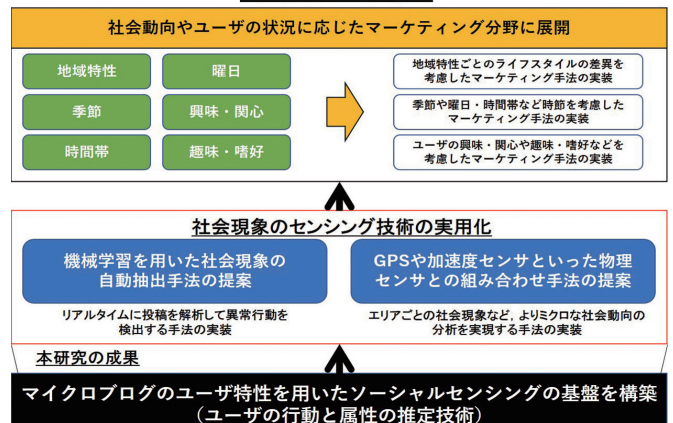 社会動向やユーザの状況に応じたマーケティング分野に展開
地域特性
曜日
季節
興味・関心
時間帯
趣味・嗜好
地域特性ごとのライフスタイルの差異を
考慮したマーケティング手法の実装
季節や曜日・時間帯など時節を考慮した
マーケティング手法の実装
ユーザの興味・関心や趣味・嗜好などを
考慮したマーケティング手法の実装
社会現象のセンシング技術の実用化
機械学習を用いた社会現象の
自動抽出手法の提案
GPSや加速度センサといった物理
センサとの組み合わせ手法の提案
リアルタイムに投稿を解析して異常行動を
検出する手法の実装
エリアごとの社会現象など，よりミクロな社会動向の
分析を実現する手法の実装
本研究の成果
マイクロブログのユーザ特性を用いたソーシャルセンシングの基盤を構築
（ユーザの行動と属性の推定技術）